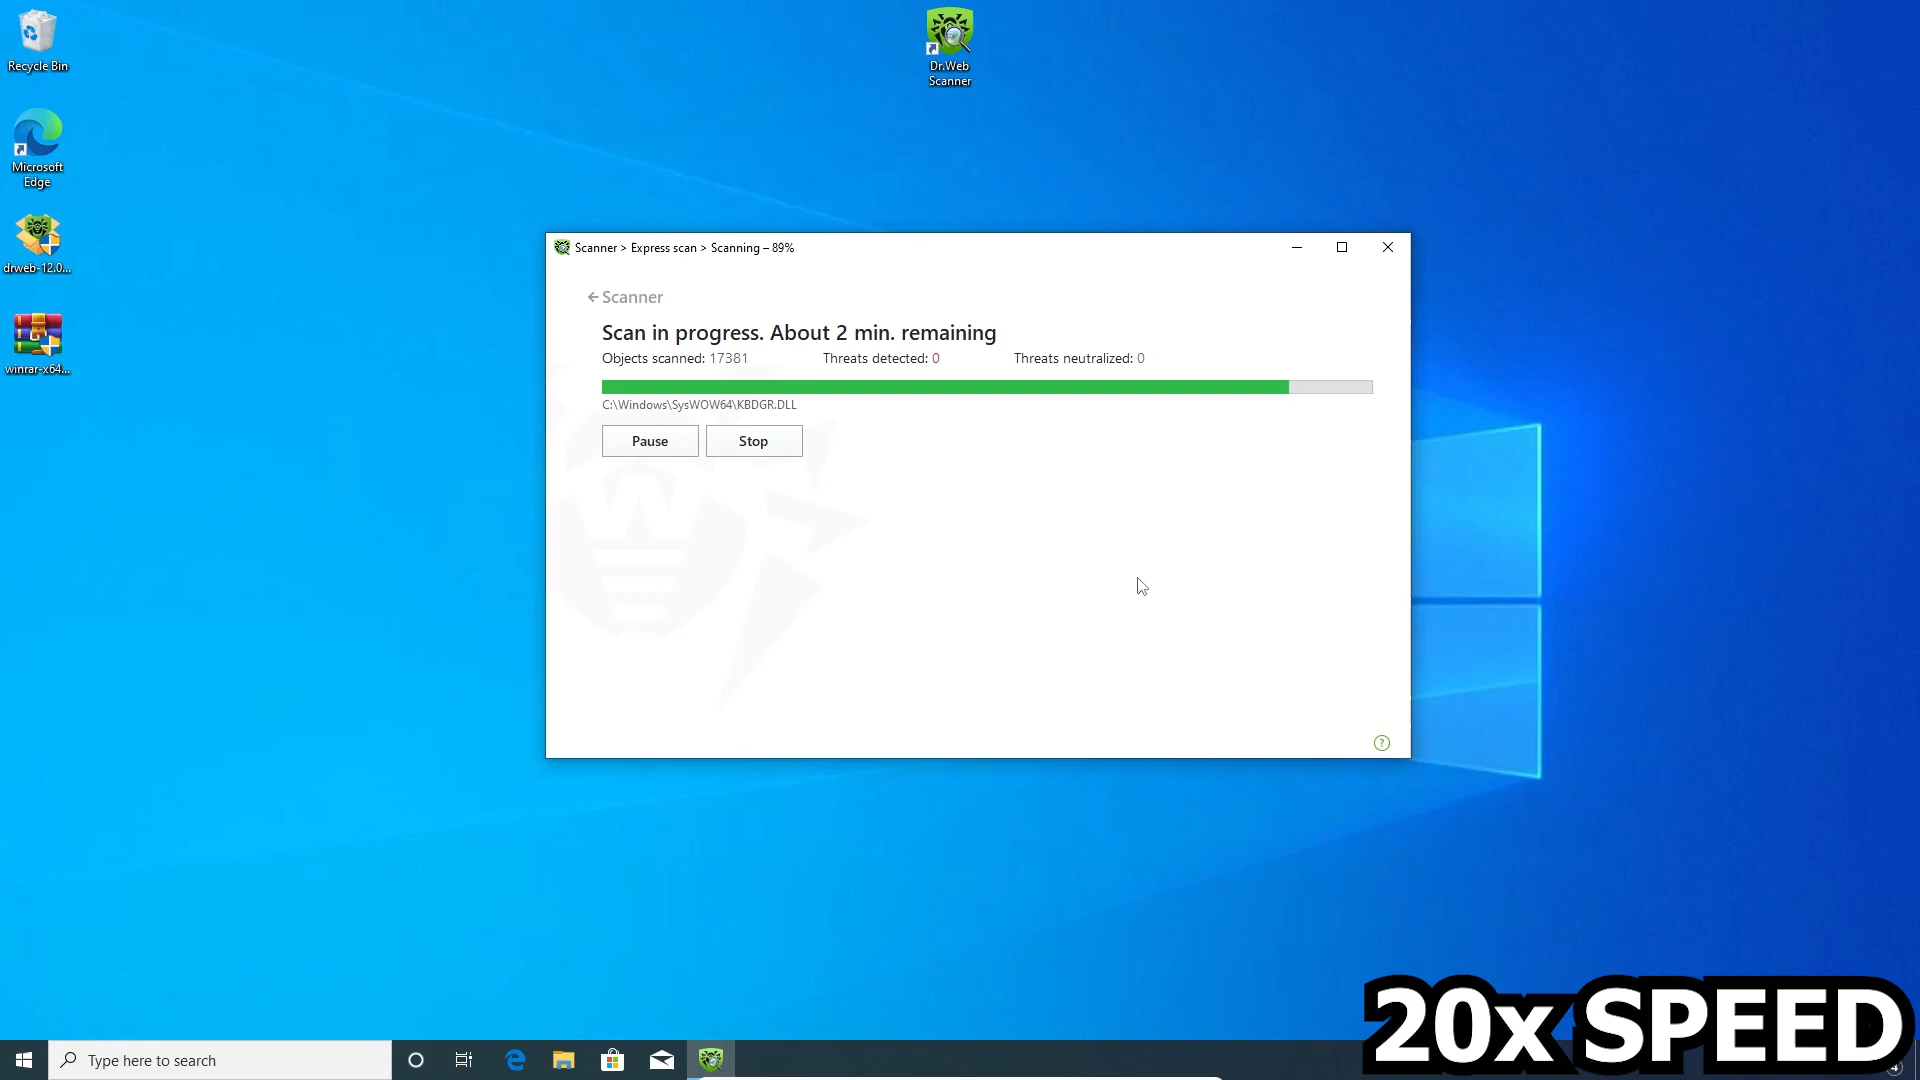 Recycle Bin
Microsoft
Edge
drweb-12.0...
winrar-x64...
Dr.Web
Scanner
Scanner > Express scan > Scanning – 89%
Scanner
Scan in progress. About 2 min. remaining
Objects scanned: 17381 Threats detected: 0 Threats neutralized: 0
C:\Windows\SysWOW64\KBDGR.DLL
Pause Stop
?
20x SPEED
Type here to search
4